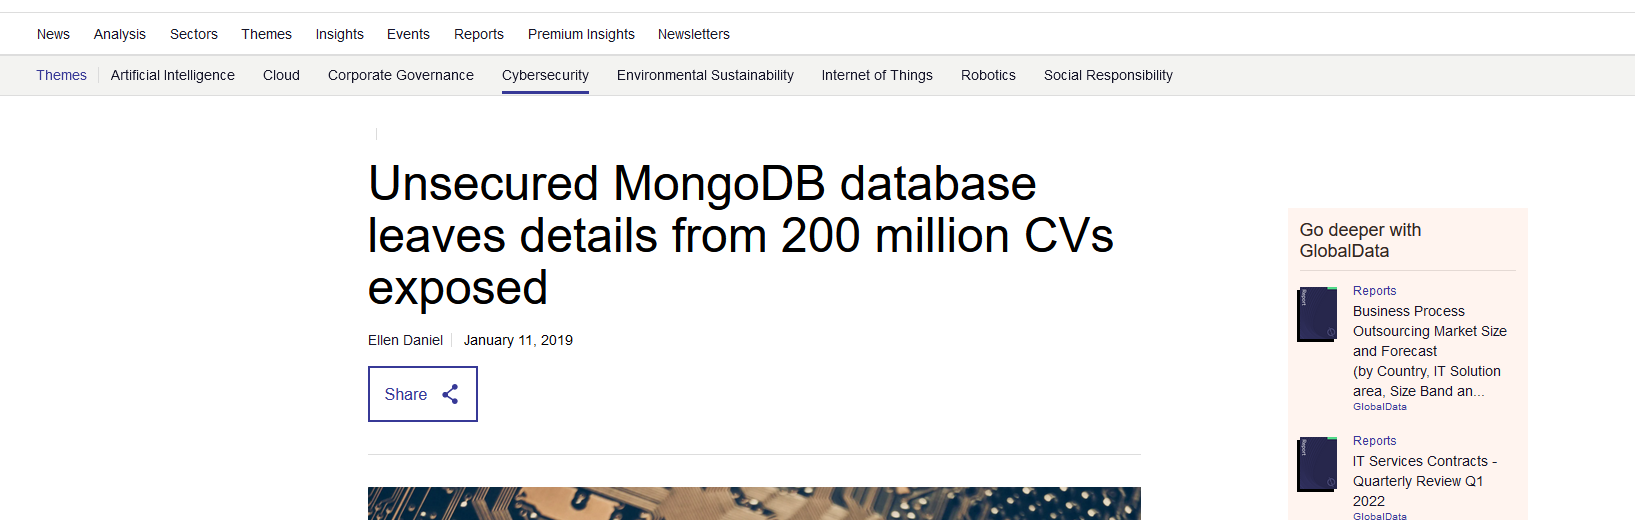 News Analysis Sectors Themes Insights Events Reports Premium Insights Newsletters
Themes Artificial Intelligence Cloud Corporate Governance Cybersecurity Environmental Sustainability Internet of Things Robotics Social Responsibility
Unsecured MongoDB database
leaves details from 200 million CVs
exposed
Ellen Daniel January 11, 2019
Share
Go deeper with
GlobalData
Report
Reports
Business Process
Outsourcing Market Size
and Forecast
(by Country, IT Solution
area, Size Band an...
GlobalData
Report
Reports
IT Services Contracts -
Quarterly Review Q1
2022
GlobalData